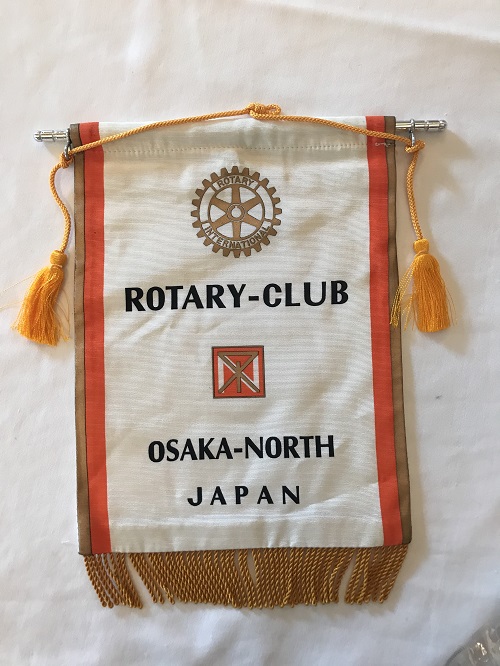 ROTARY
INTERNATIONAL
ROTARY-CLUB
OSAKA-NORTH
JAPAN